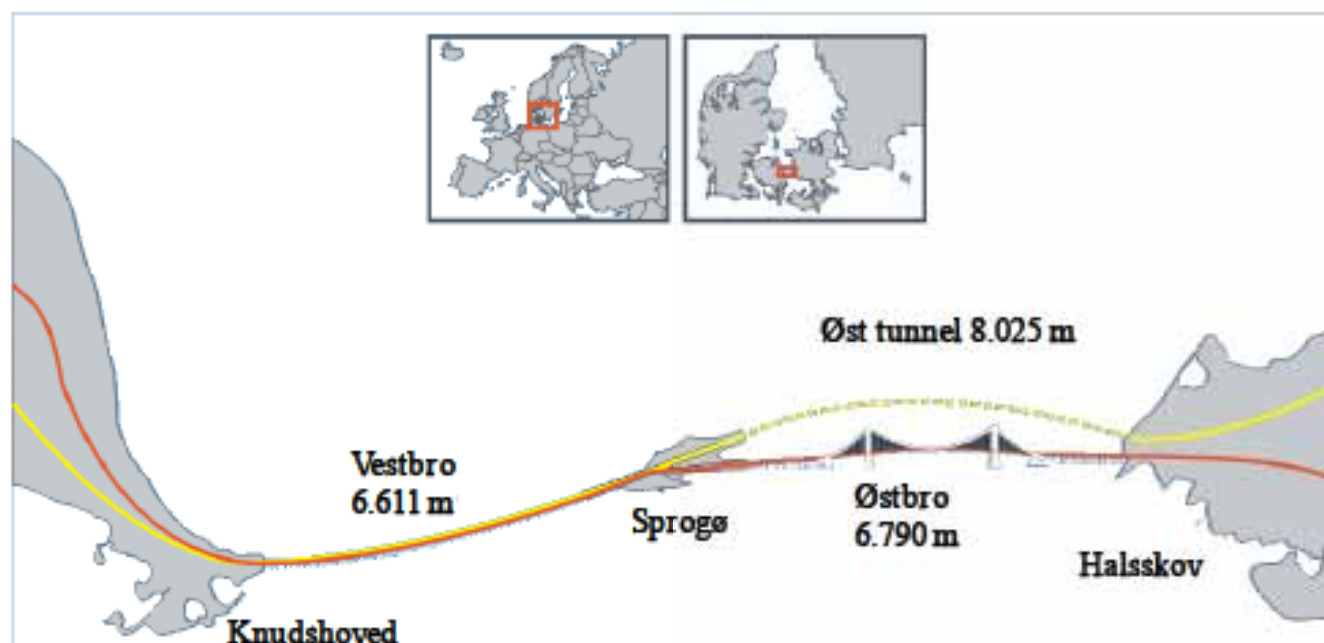 Øst tunnel 8.025 m
Vestbro
6.611 m
Sprogø
Østbro
6.790 m
Halsskov
Knudshoved